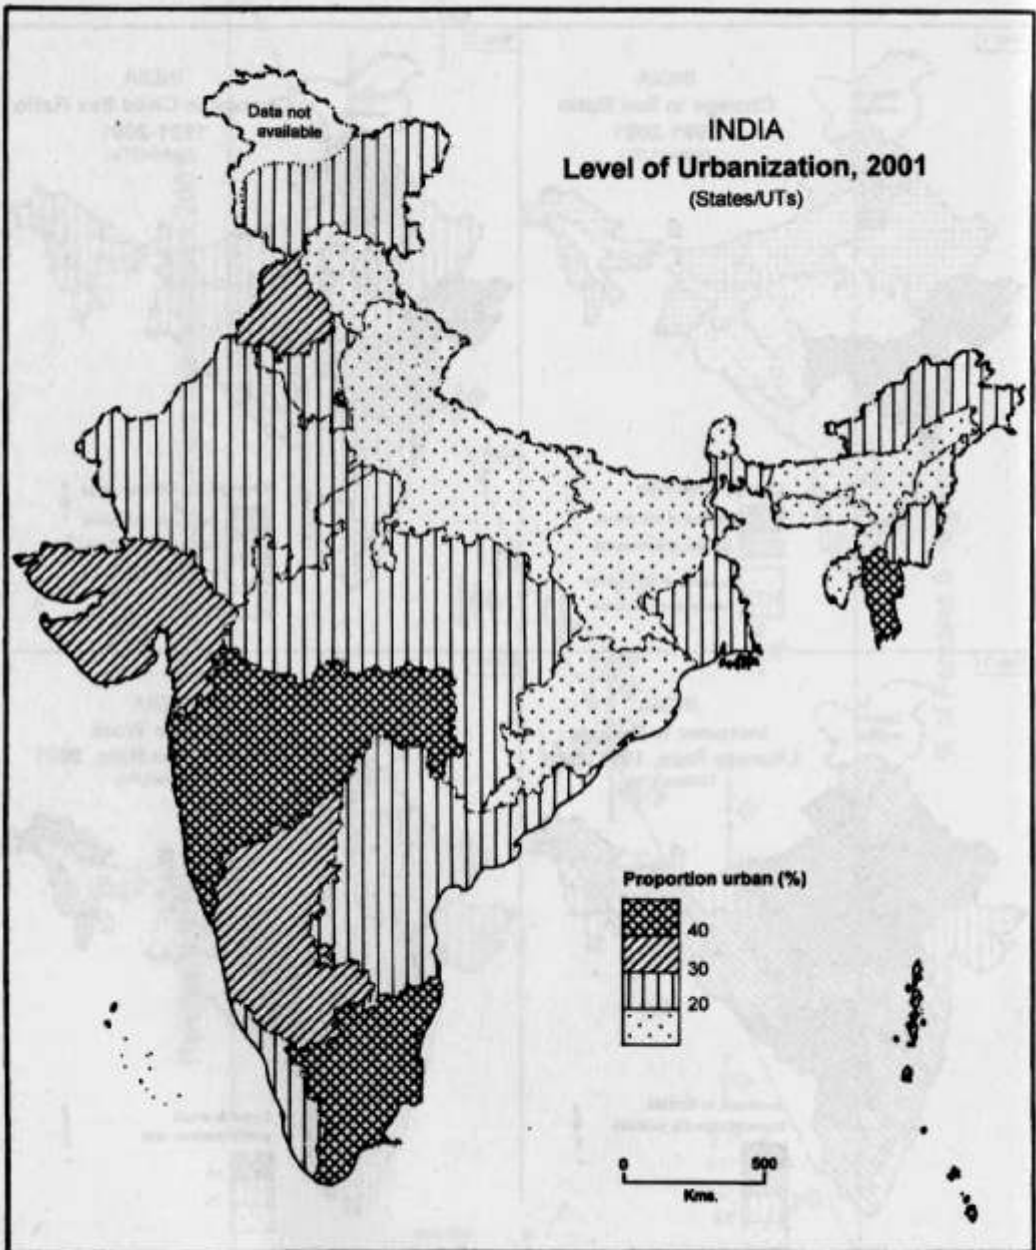 Data not
available
INDIA
Level of Urbanization, 2001
(States/UTs)
Proportion urban (%)
40
30
20
0 500
Kms.